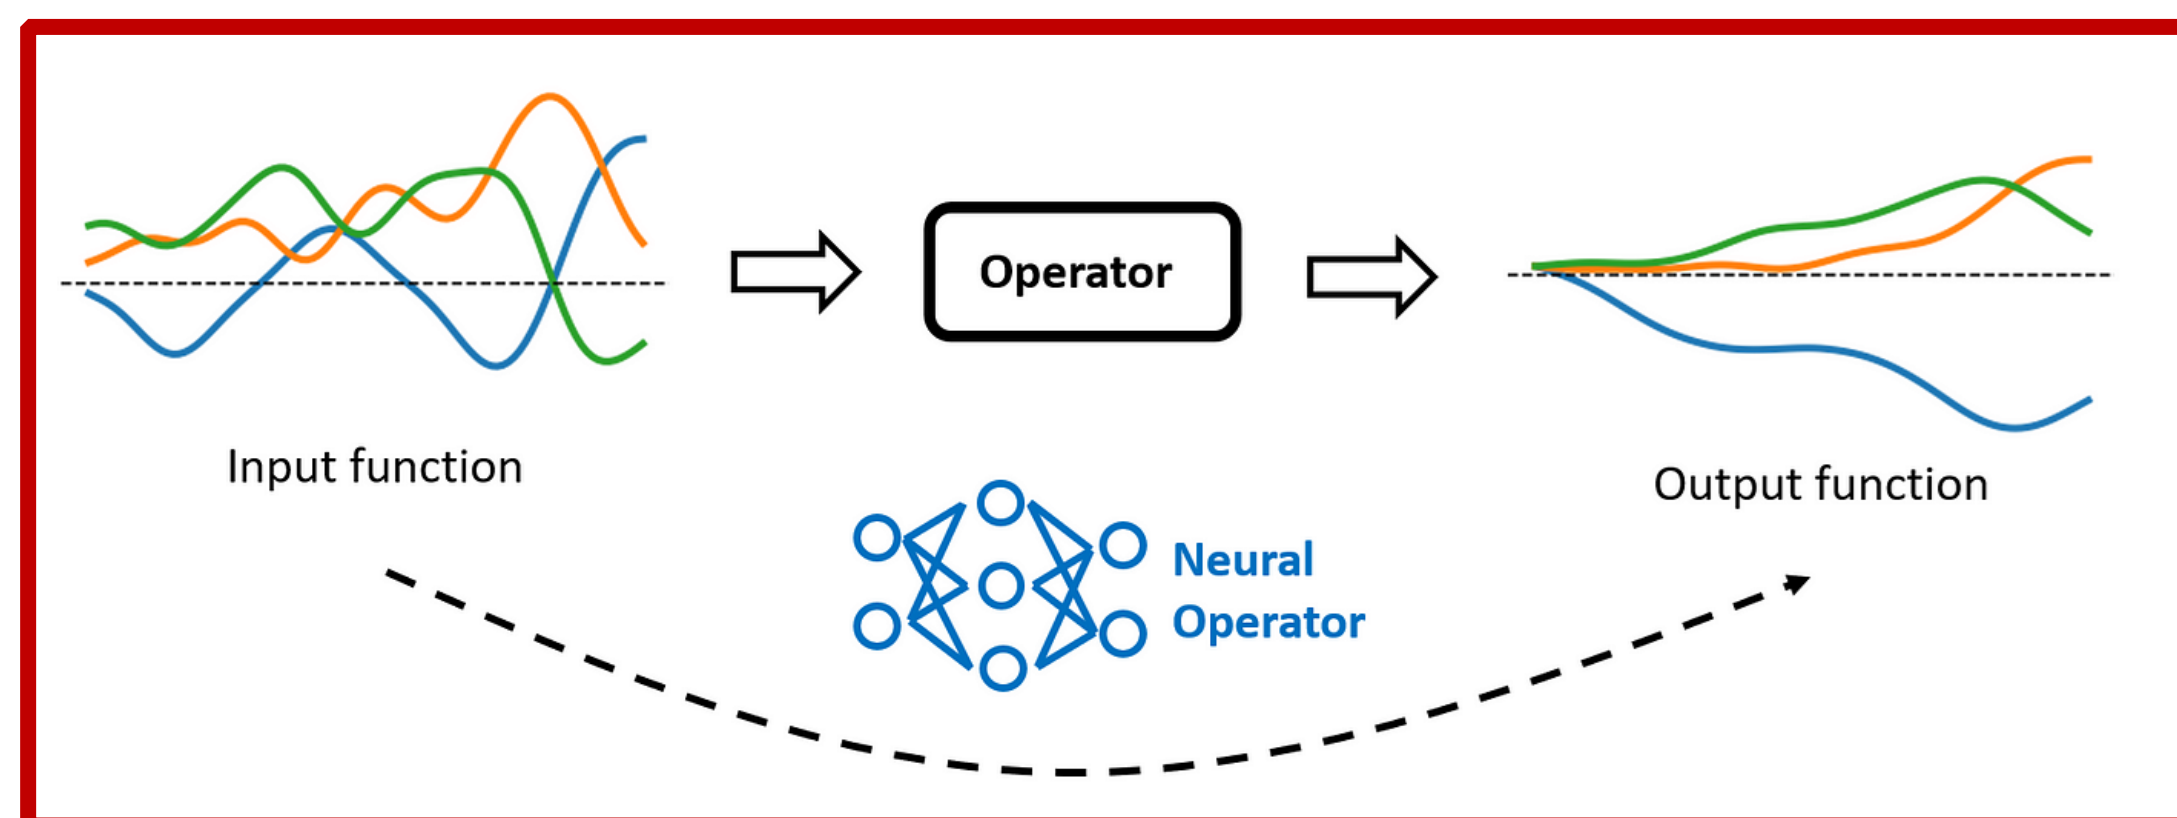 Operator
Input function
Output function
Neural
Operator